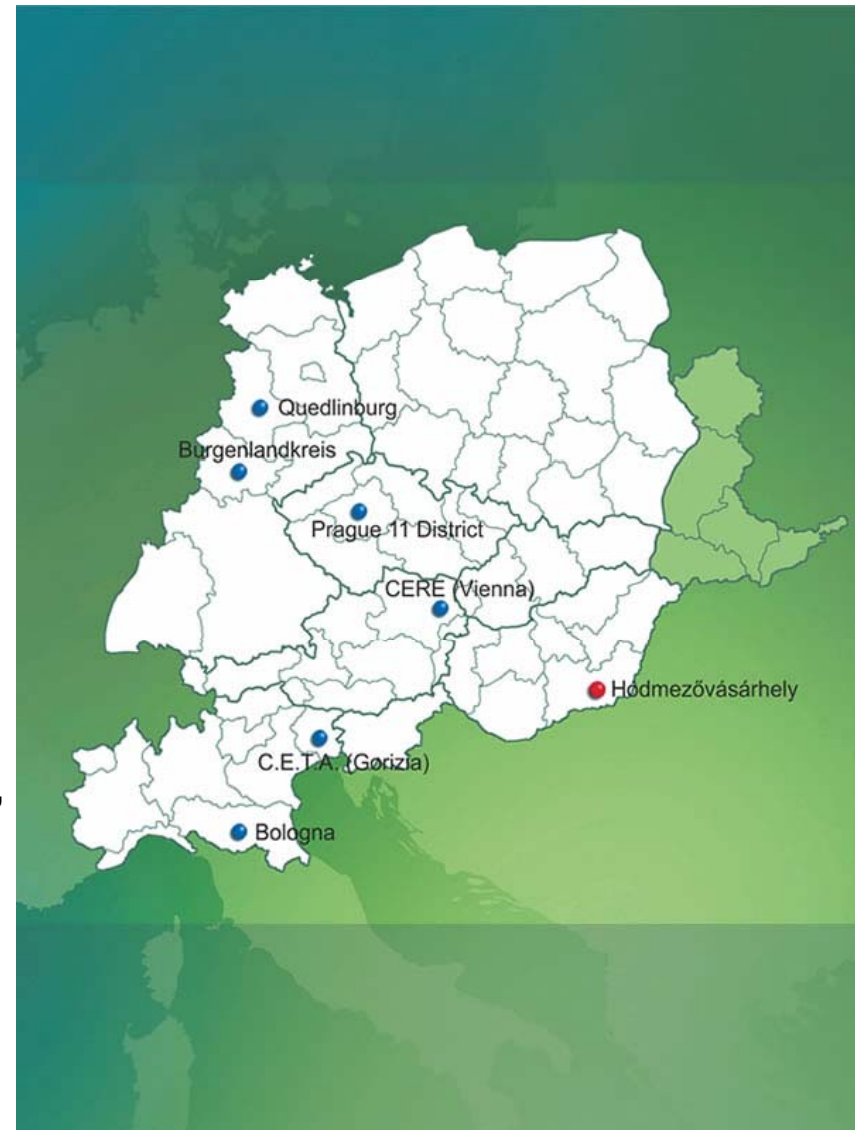 Quedlinburg
Burgenlandkreis
Prague 11 District
CERE (Vienna)
Hódmezővásárhely
C.E.T.A. (Gorizia)
Bologna